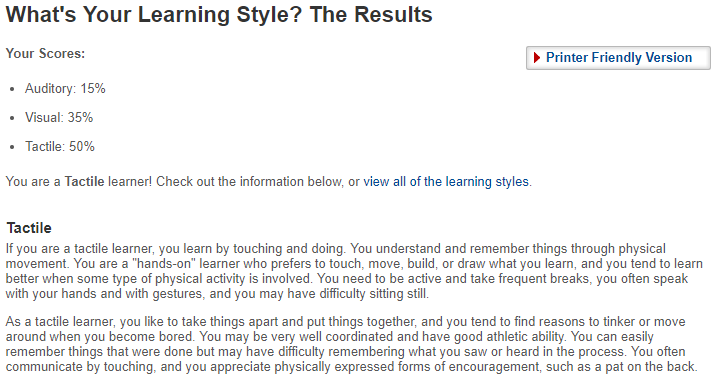 What's Your Learning Style? The Results
Your Scores:
Printer Friendly Version
• Auditory: 15%
• Visual: 35%
• Tactile: 50%
You are a Tactile learner! Check out the information below, or view all of the learning styles.
Tactile
If you are a tactile learner, you learn by touching and doing. You understand and remember things through physical
movement. You are a "hands-on" learner who prefers to touch, move, build, or draw what you learn, and you tend to learn
better when some type of physical activity is involved. You need to be active and take frequent breaks, you often speak
with your hands and with gestures, and you may have difficulty sitting still.
As a tactile learner, you like to take things apart and put things together, and you tend to find reasons to tinker or move
around when you become bored. You may be very well coordinated and have good athletic ability. You can easily
remember things that were done but may have difficulty remembering what you saw or heard in the process. You often
communicate by touching, and you appreciate physically expressed forms of encouragement, such as a pat on the back.